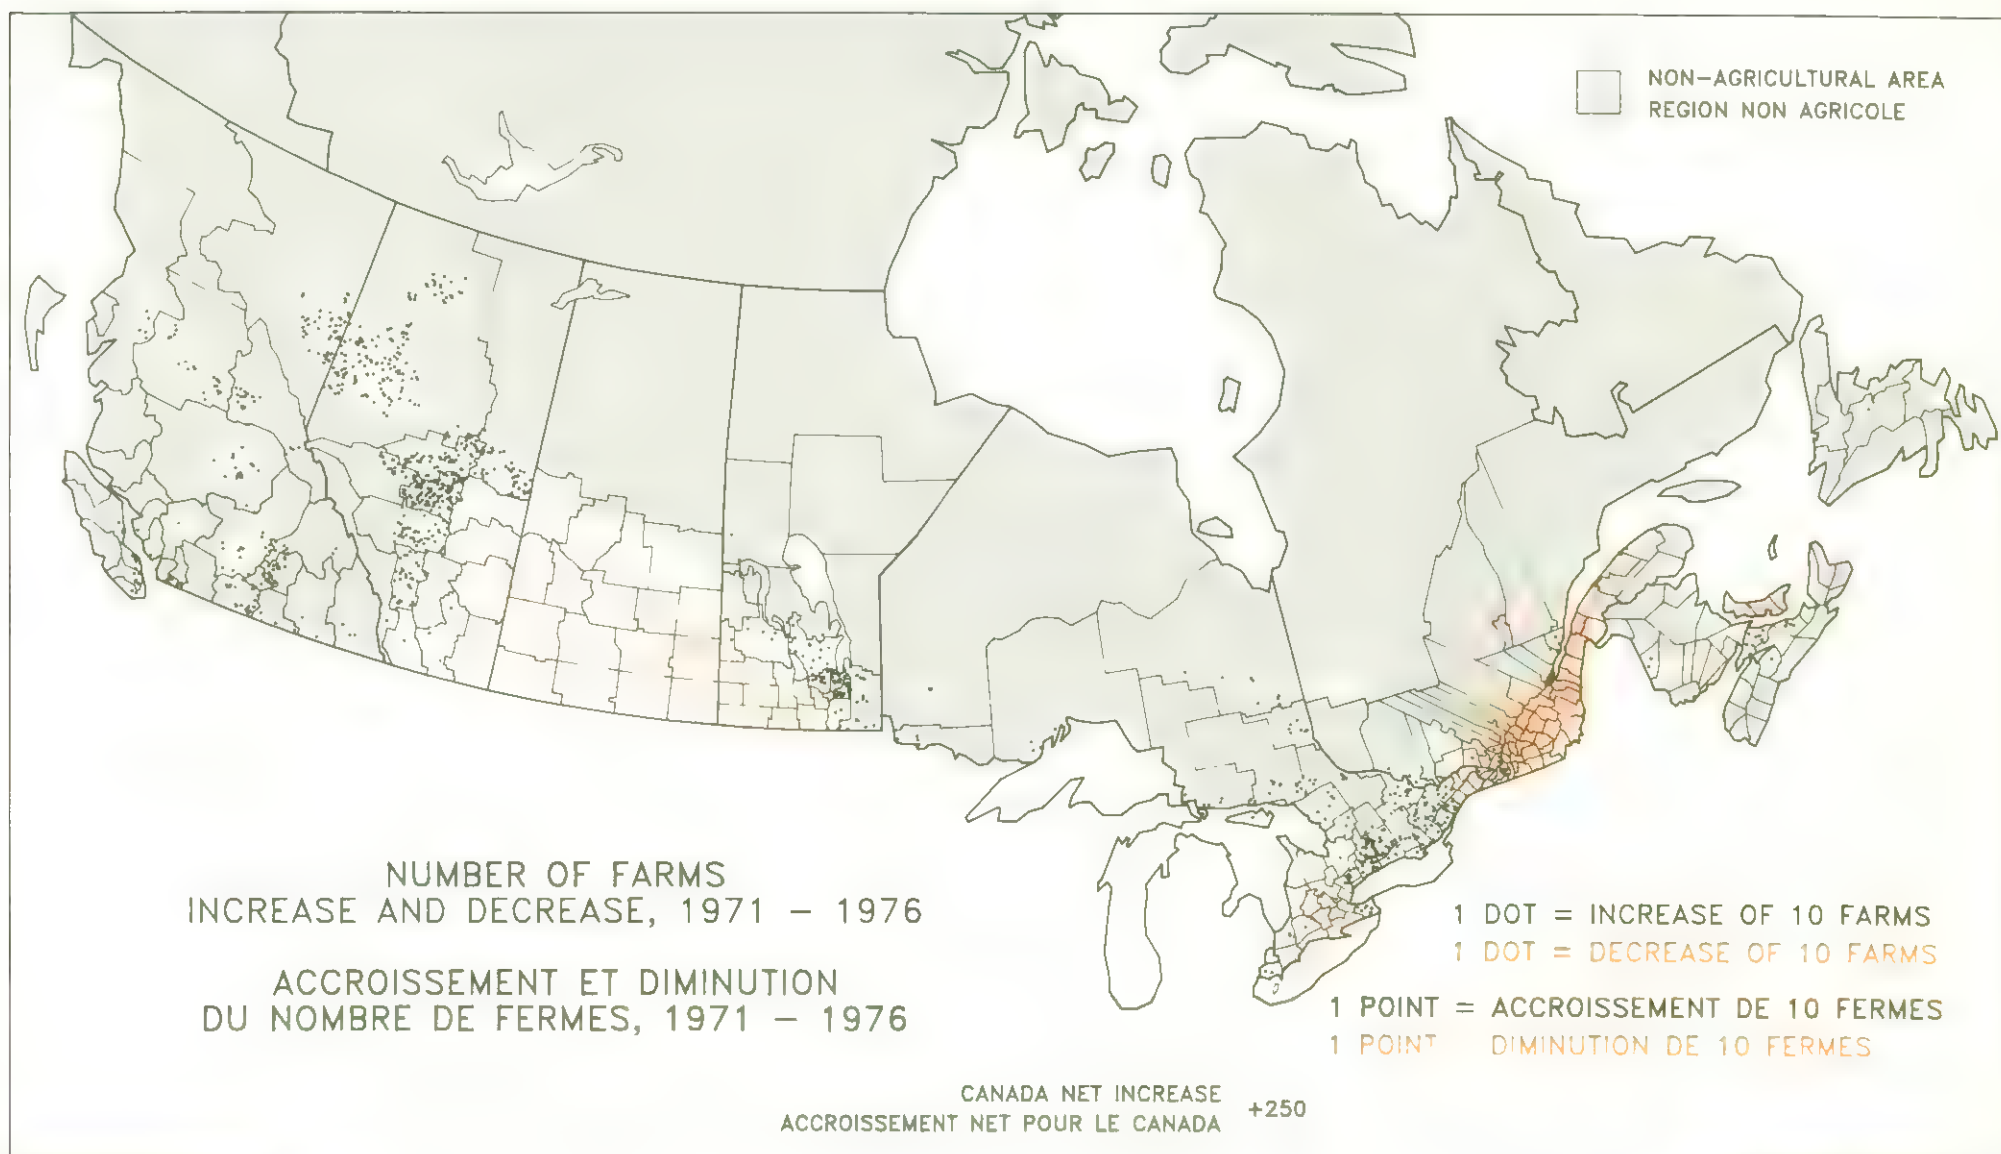 NON-AGRICULTURAL AREA
REGION NON AGRICOLE
NUMBER OF FARMS
INCREASE AND DECREASE, 1971 - 1976
ACCROISSEMENT ET DIMINUTION
DU NOMBRE DE FERMES, 1971 - 1976
1 DOT = INCREASE OF 10 FARMS
1 DOT = DECREASE OF 10 FARMS
1 POINT = ACCROISSEMENT DE 10 FERMES
1 POINT DIMINUTION DE 10 FERMES
CANADA NET INCREASE
ACCROISSEMENT NET POUR LE CANADA
+250